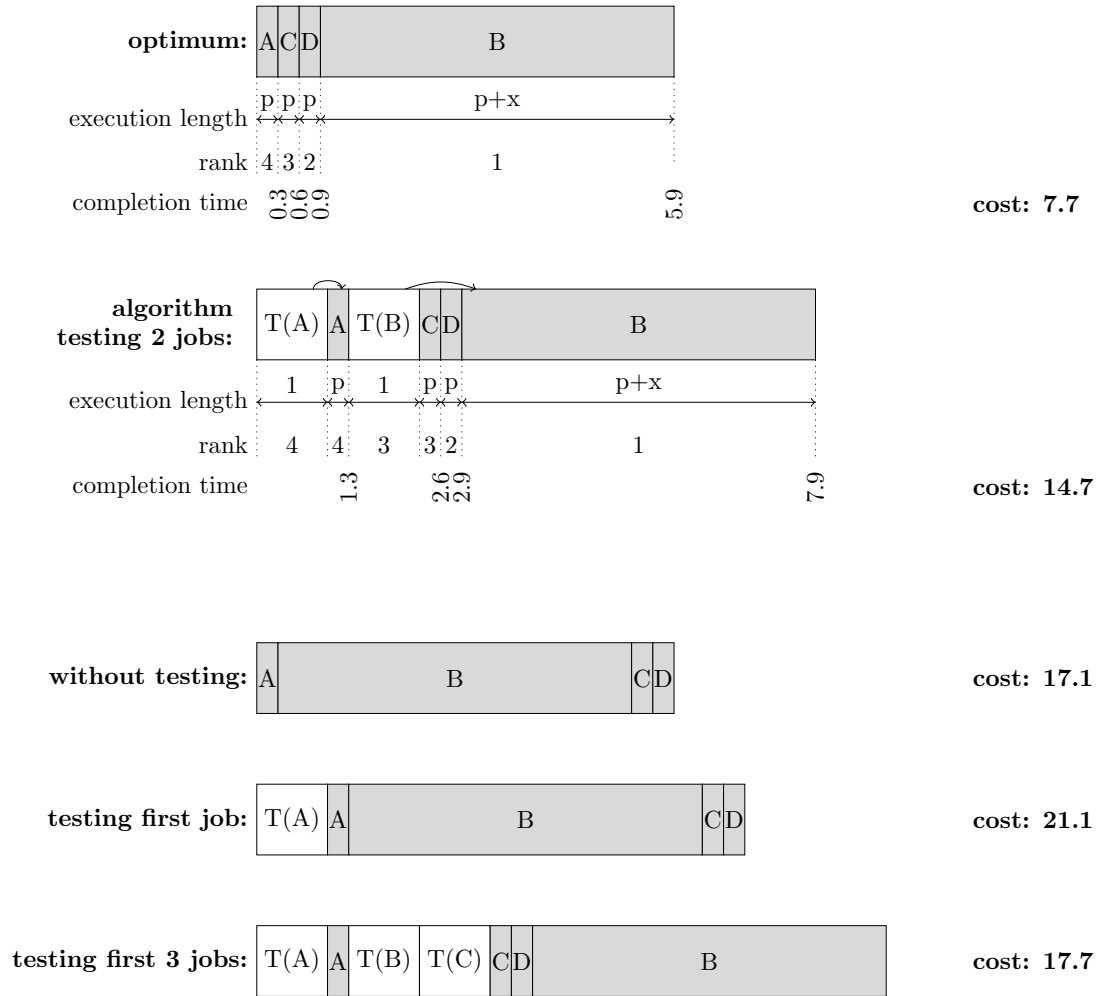 optimum: A C D B
p p p p+x
execution length
rank 4 3 2 1
completion time 0.3 0.6 0.9 5.9 cost: 7.7
algorithm
testing 2 jobs: T(A) A T(B) C D B
1 p 1 p p p+x
execution length
rank 4 4 3 3 2 1
completion time 1.3 2.6 2.9 7.9 cost: 14.7
without testing: A B C D cost: 17.1
testing first job: T(A) A B C D cost: 21.1
testing first 3 jobs: T(A) A T(B) T(C) C D B cost: 17.7